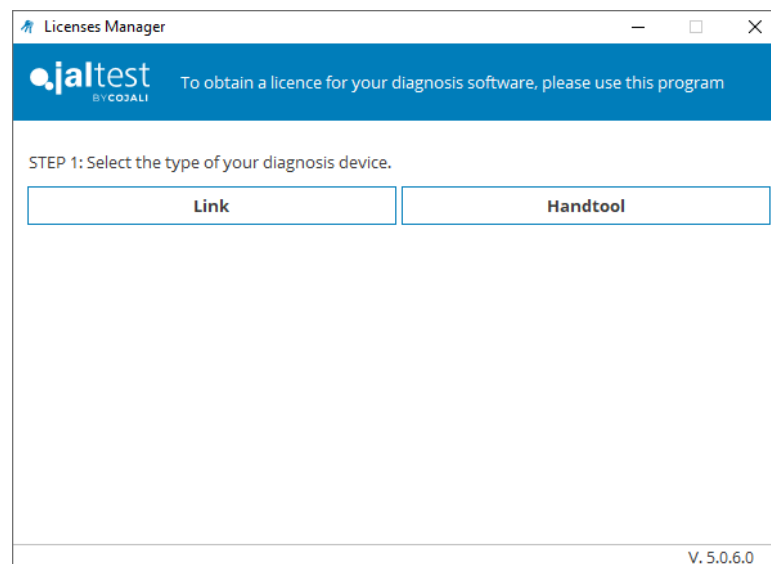 Licenses Manager
jaltest
BY COJALI
To obtain a licence for your diagnosis software, please use this program
STEP 1: Select the type of your diagnosis device.
Link
Handtool
V. 5.0.6.0